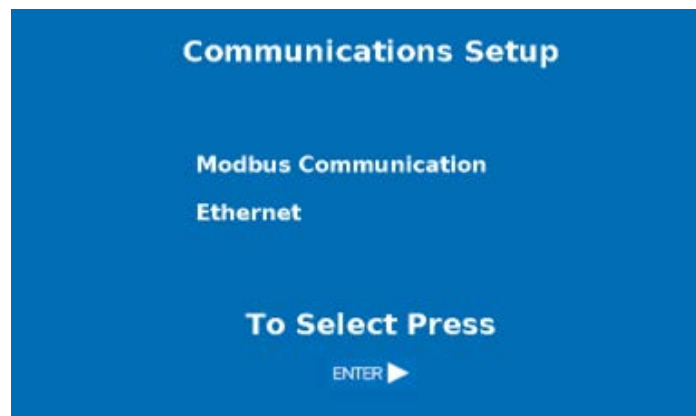 Communications Setup
Modbus Communication
Ethernet
To Select Press
ENTER